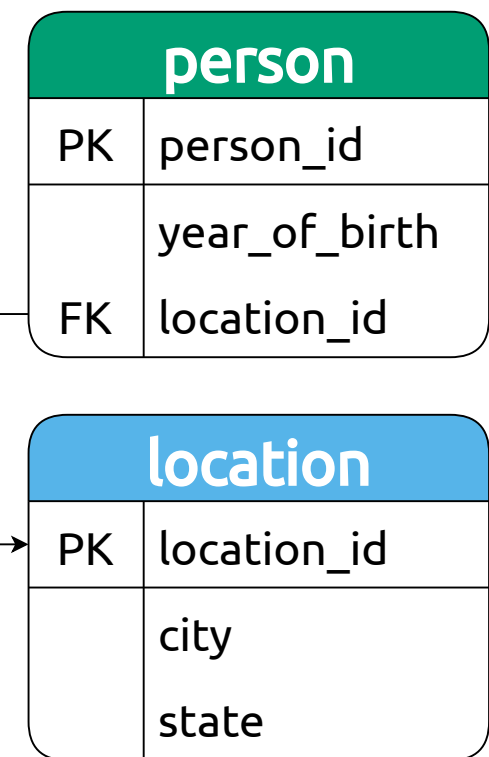 person
PK person_id
year_of_birth
FK location_id
location
PK location_id
city
state